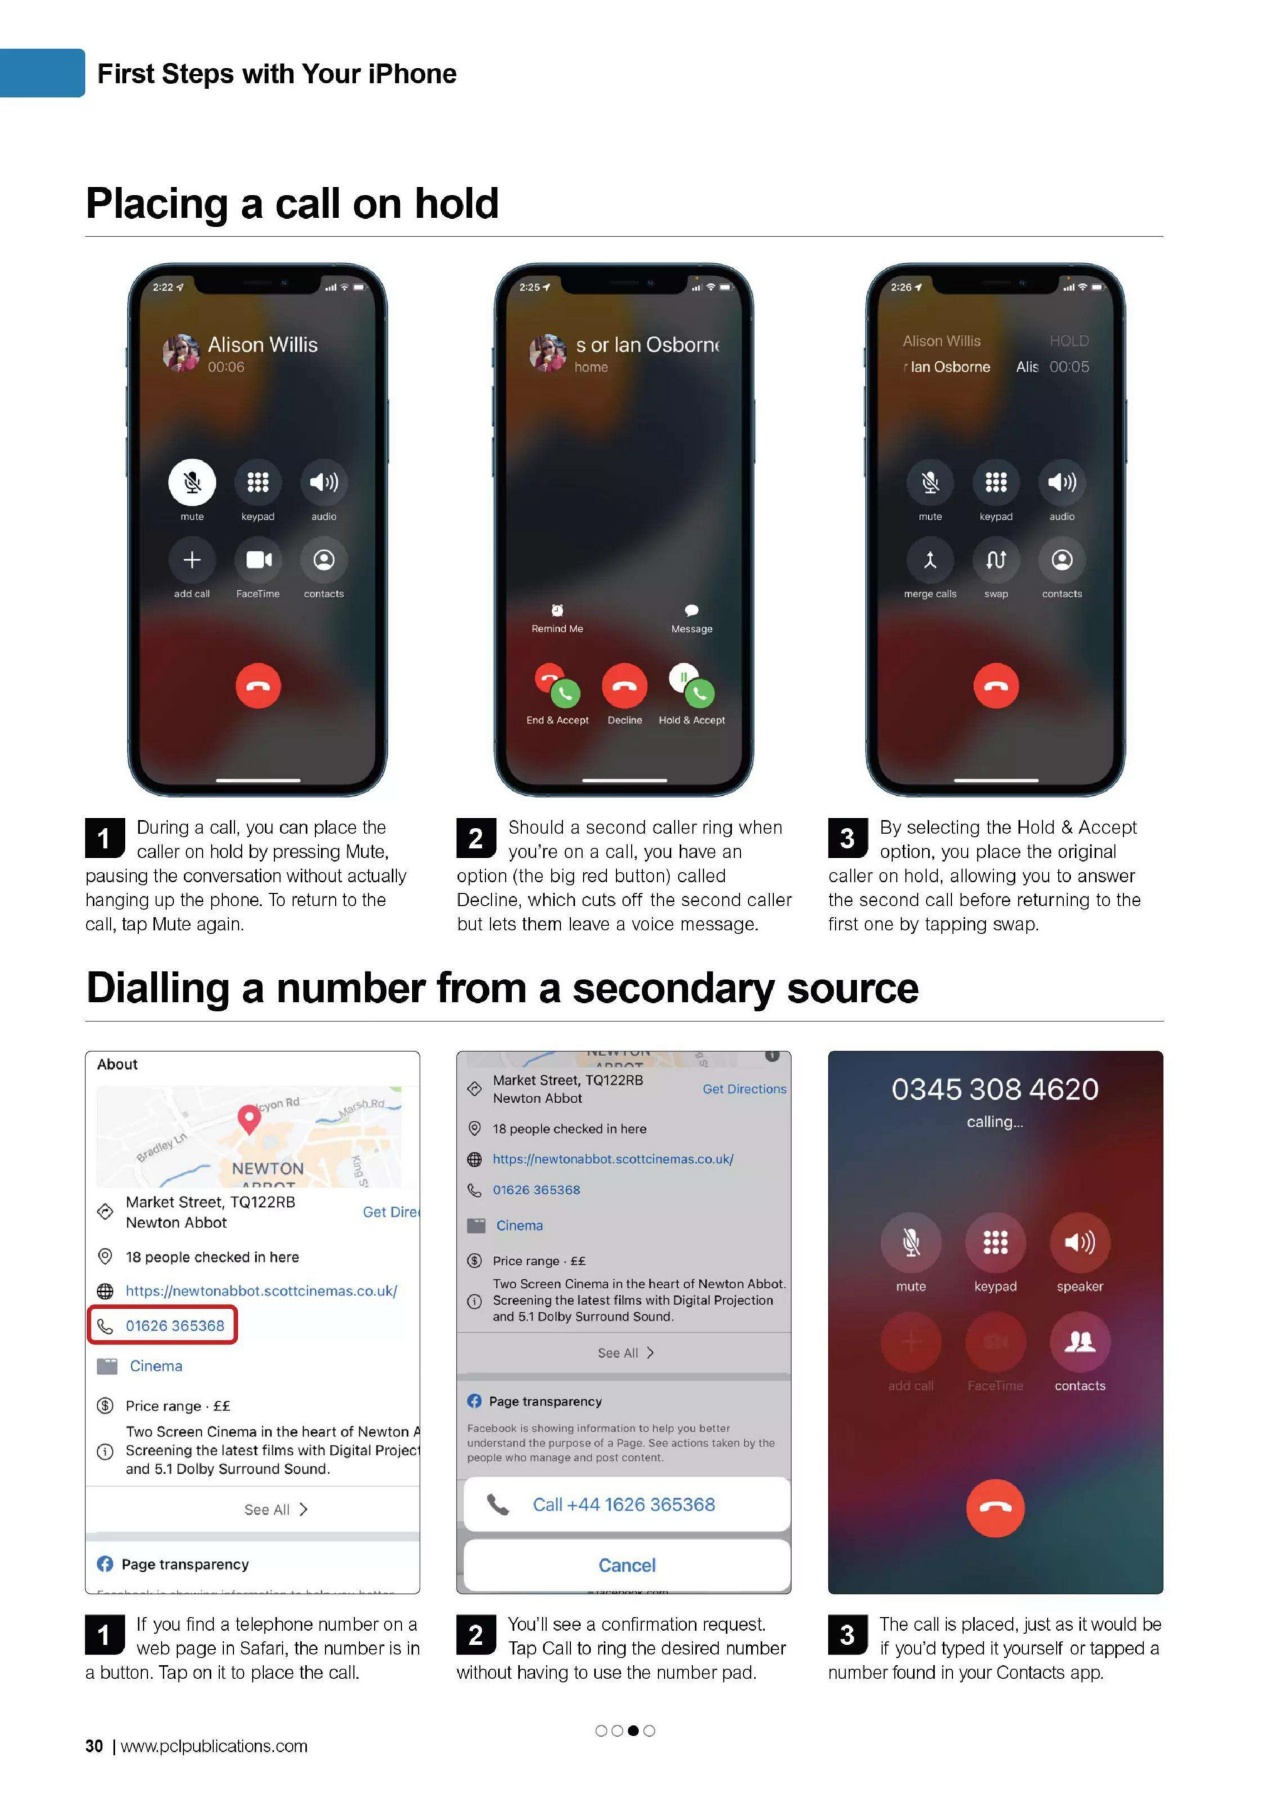 First Steps with Your iPhone
Placing a call on hold
2:22
Alison Willis
00:06
mute
keypad
audio
add call
FaceTime
contacts
2:25
s or Ian Osborne
home
Remind Me
Message
End & Accept
Decline
Hold & Accept
2:26
Alison Willis
HOLD
r Ian Osborne
Alis
00:05
mute
keypad
audio
merge calls
swap
contacts
1 During a call, you can place the
caller on hold by pressing Mute,
pausing the conversation without actually
hanging up the phone. To return to the
call, tap Mute again.
2 Should a second caller ring when
you're on a call, you have an
option (the big red button) called
Decline, which cuts off the second caller
but lets them leave a voice message.
3 By selecting the Hold & Accept
option, you place the original
caller on hold, allowing you to answer
the second call before returning to the
first one by tapping swap.
Dialling a number from a secondary source
About
cyon Rd
Marsh Rd
Bradley Ln
King S
NEWTON
ABBOT
Market Street, TQ122RB
Newton Abbot
Get Dire
18 people checked in here
https://newtonabbot.scottcinemas.co.uk/
01626 365368
Cinema
Price range · ££
Two Screen Cinema in the heart of Newton A
Screening the latest films with Digital Project
and 5.1 Dolby Surround Sound.
See All >
Page transparency
NEWTON
ABBOT
Market Street, TQ122RB
Newton Abbot
Get Directions
18 people checked in here
https://newtonabbot.scottcinemas.co.uk/
01626 365368
Cinema
Price range · ££
Two Screen Cinema in the heart of Newton Abbot.
Screening the latest films with Digital Projection
and 5.1 Dolby Surround Sound.
See All >
Page transparency
Facebook is showing information to help you better
understand the purpose of a Page. See actions taken by the
people who manage and post content.
Call +44 1626 365368
Cancel
0345 308 4620
calling...
mute
keypad
speaker
add call
FaceTime
contacts
1 If you find a telephone number on a
web page in Safari, the number is in
a button. Tap on it to place the call.
2 You'll see a confirmation request.
Tap Call to ring the desired number
without having to use the number pad.
3 The call is placed, just as it would be
if you'd typed it yourself or tapped a
number found in your Contacts app.
30 | www.pclpublications.com